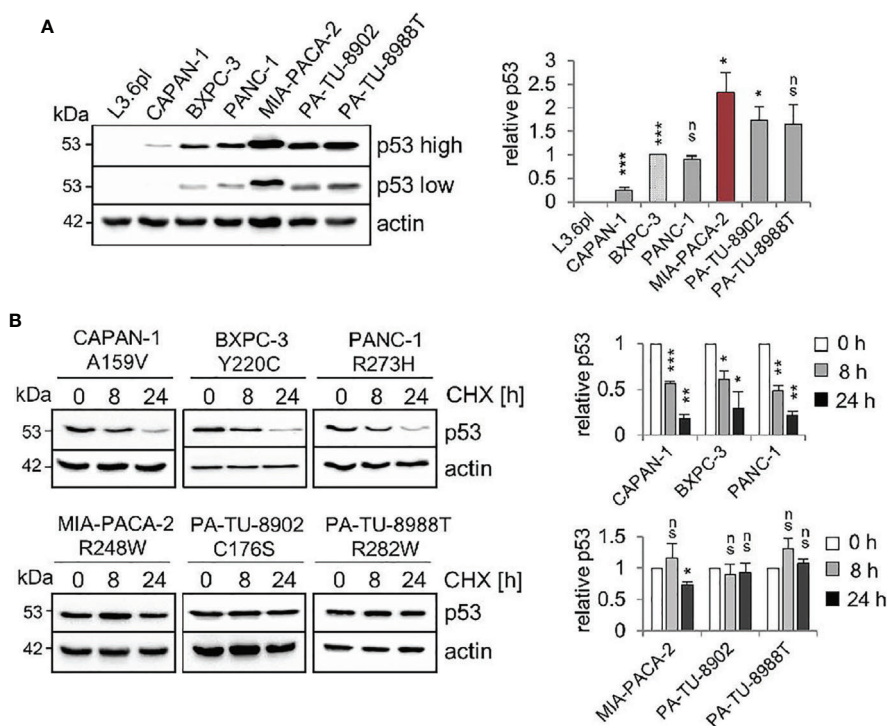 A
L3.6pl
CAPAN-1
BXPC-3
PANC-1
MIA-PACA-2
PA-TU-8902
PA-TU-8988T
kDa
53
p53 high
53
p53 low
42
actin
relative p53
3
2.5
2
1.5
1
0.5
0
***
***
ns
*
*
ns
L3.6pl
CAPAN-1
BXPC-3
PANC-1
MIA-PACA-2
PA-TU-8902
PA-TU-8988T
B
CAPAN-1 BXPC-3 PANC-1
A159V Y220C R273H
kDa 0 8 24 0 8 24 0 8 24 CHX [h]
53 p53
42 actin
relative p53
1
0.5
0
***
**
*
*
**
**
0 h
8 h
24 h
CAPAN-1
BXPC-3
PANC-1
MIA-PACA-2 PA-TU-8902 PA-TU-8988T
R248W C176S R282W
kDa 0 8 24 0 8 24 0 8 24 CHX [h]
53 p53
42 actin
relative p53
1.5
1
0.5
0
ns
*
ns
ns
ns
ns
0 h
8 h
24 h
MIA-PACA-2
PA-TU-8902
PA-TU-8988T